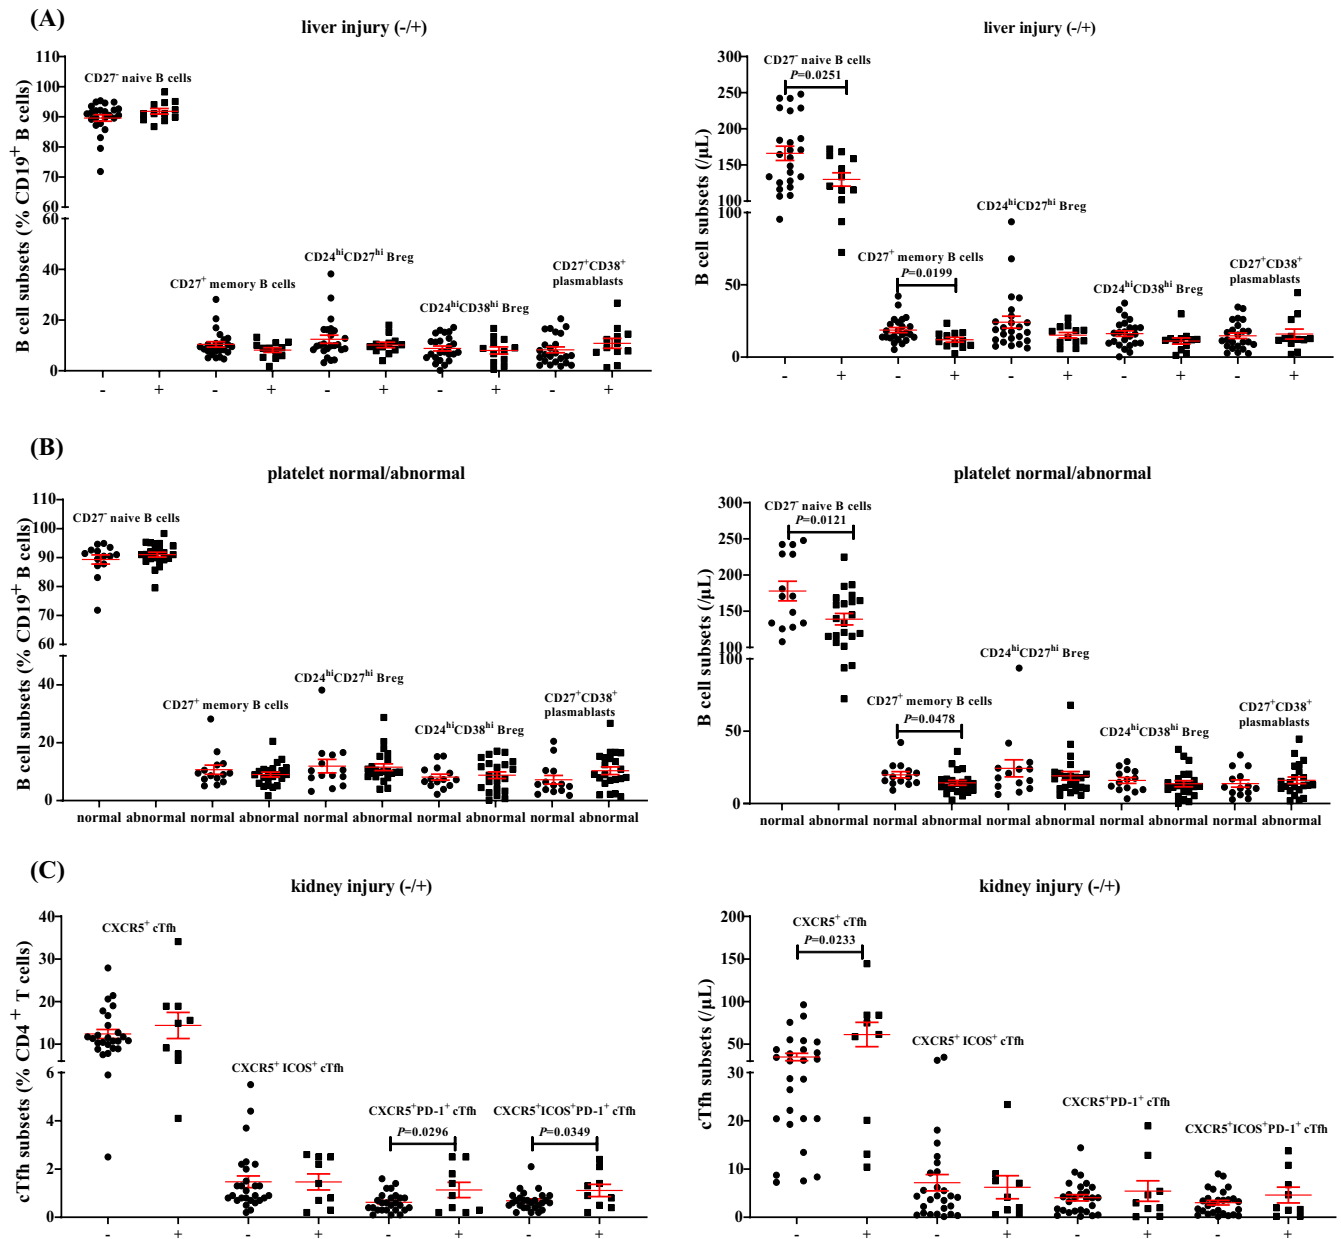 (A)
liver injury (-/+)
B cell subsets (% CD19⁺ B cells)
110
100
90
80
70
60
60
40
20
0
CD27⁻ naive B cells
CD27⁺ memory B cells
CD24ʰⁱCD27ʰⁱ Breg
CD24ʰⁱCD38ʰⁱ Breg
CD27⁺CD38⁺
plasmablasts
- + - + - + - + - +
liver injury (-/+)
B cell subsets (/μL)
300
250
200
150
100
100
50
0
CD27⁻ naive B cells
P=0.0251
CD27⁺ memory B cells
P=0.0199
CD24ʰⁱCD27ʰⁱ Breg
CD24ʰⁱCD38ʰⁱ Breg
CD27⁺CD38⁺
plasmablasts
- + - + - + - + - +
(B)
platelet normal/abnormal
B cell subsets (% CD19⁺ B cells)
110
100
90
80
70
60
60
40
20
0
CD27⁻ naive B cells
CD27⁺ memory B cells
CD24ʰⁱCD27ʰⁱ Breg
CD24ʰⁱCD38ʰⁱ Breg
CD27⁺CD38⁺
plasmablasts
normal abnormal normal abnormal normal abnormal normal abnormal normal abnormal
platelet normal/abnormal
B cell subsets (/μL)
300
250
200
150
100
100
50
0
CD27⁻ naive B cells
P=0.0121
CD27⁺ memory B cells
P=0.0478
CD24ʰⁱCD27ʰⁱ Breg
CD24ʰⁱCD38ʰⁱ Breg
CD27⁺CD38⁺
plasmablasts
normal abnormal normal abnormal normal abnormal normal abnormal normal abnormal
(C)
kidney injury (-/+)
cTfh subsets (% CD4⁺ T cells)
40
30
20
10
6
4
2
0
CXCR5⁺ cTfh
CXCR5⁺ ICOS⁺ cTfh
CXCR5⁺PD-1⁺ cTfh
P=0.0296
CXCR5⁺ICOS⁺PD-1⁺ cTfh
P=0.0349
- + - + - + - +
kidney injury (-/+)
cTfh subsets (/μL)
200
150
100
50
30
20
10
0
CXCR5⁺ cTfh
P=0.0233
CXCR5⁺ ICOS⁺ cTfh
CXCR5⁺PD-1⁺ cTfh
CXCR5⁺ICOS⁺PD-1⁺ cTfh
- + - + - + - +